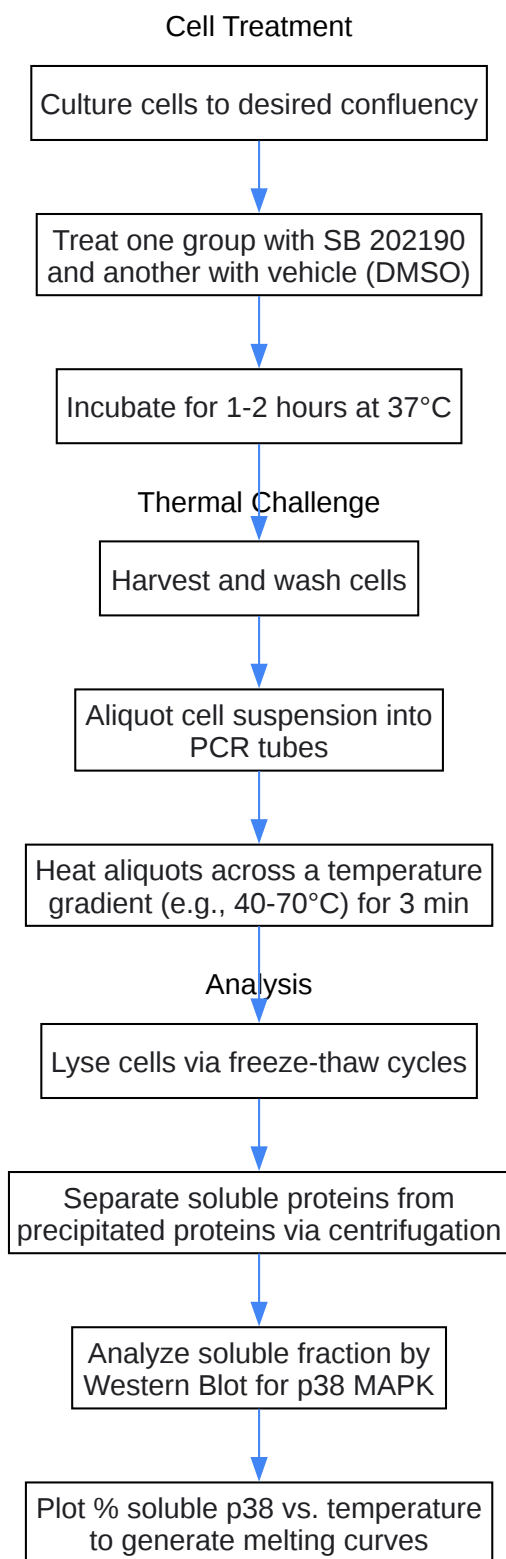 Cell Treatment
Culture cells to desired confluency
Treat one group with SB 202190
and another with vehicle (DMSO)
Incubate for 1-2 hours at 37°C
Thermal Challenge
Harvest and wash cells
Aliquot cell suspension into
PCR tubes
Heat aliquots across a temperature
gradient (e.g., 40-70°C) for 3 min
Analysis
Lyse cells via freeze-thaw cycles
Separate soluble proteins from
precipitated proteins via centrifugation
Analyze soluble fraction by
Western Blot for p38 MAPK
Plot % soluble p38 vs. temperature
to generate melting curves